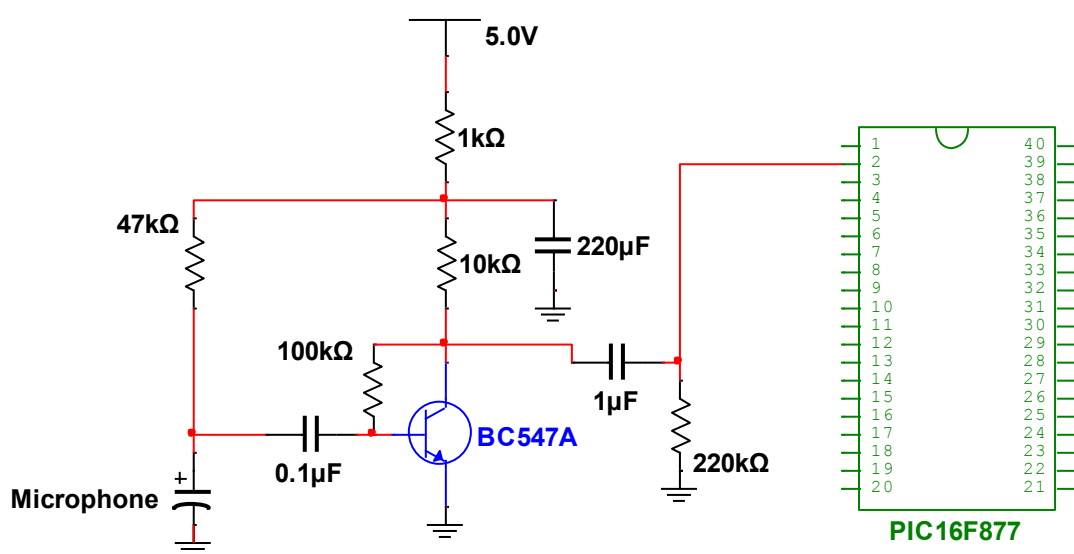 5.0V
1kΩ
47kΩ
220µF
10kΩ
100kΩ
1µF
BC547A
0.1µF
220kΩ
+
Microphone
1 40
2 39
3 38
4 37
5 36
6 35
7 34
8 33
9 32
10 31
11 30
12 29
13 28
14 27
15 26
16 25
17 24
18 23
19 22
20 21
PIC16F877